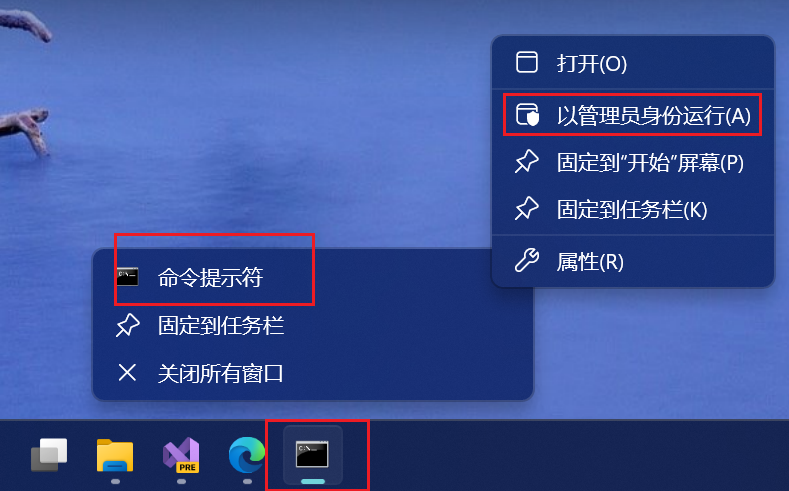 打开(O)
以管理员身份运行(A)
固定到"开始"屏幕(P)
固定到任务栏(K)
属性(R)
命令提示符
固定到任务栏
关闭所有窗口
PRE
C:\_